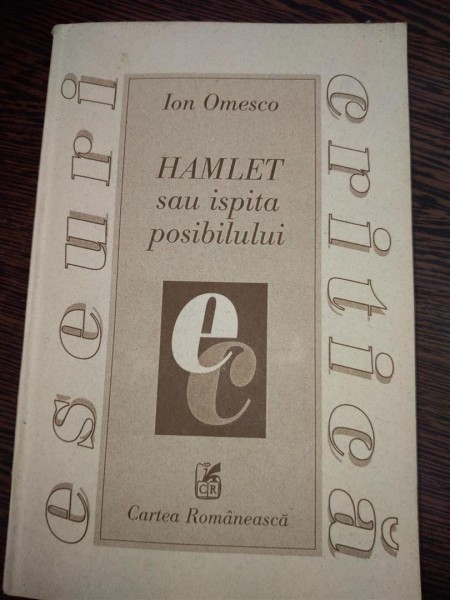 Ion Omesco
HAMLET
sau ispita
posibilului
eseuri
critică
ec
CR
Cartea Românească